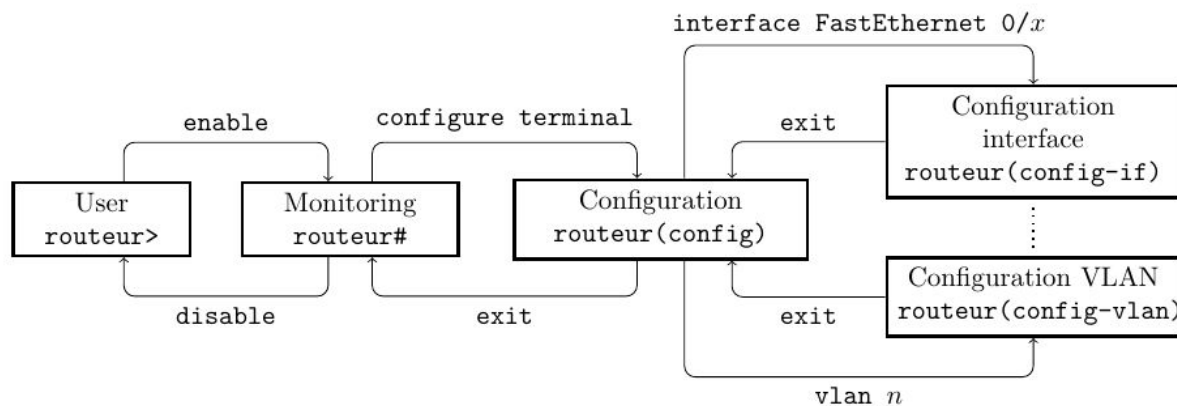 interface FastEthernet 0/x
Configuration
interface
routeur(config-if)
enable
configure terminal
exit
User
routeur>
Monitoring
routeur#
Configuration
routeur(config)
Configuration VLAN
routeur(config-vlan)
disable
exit
exit
vlan n